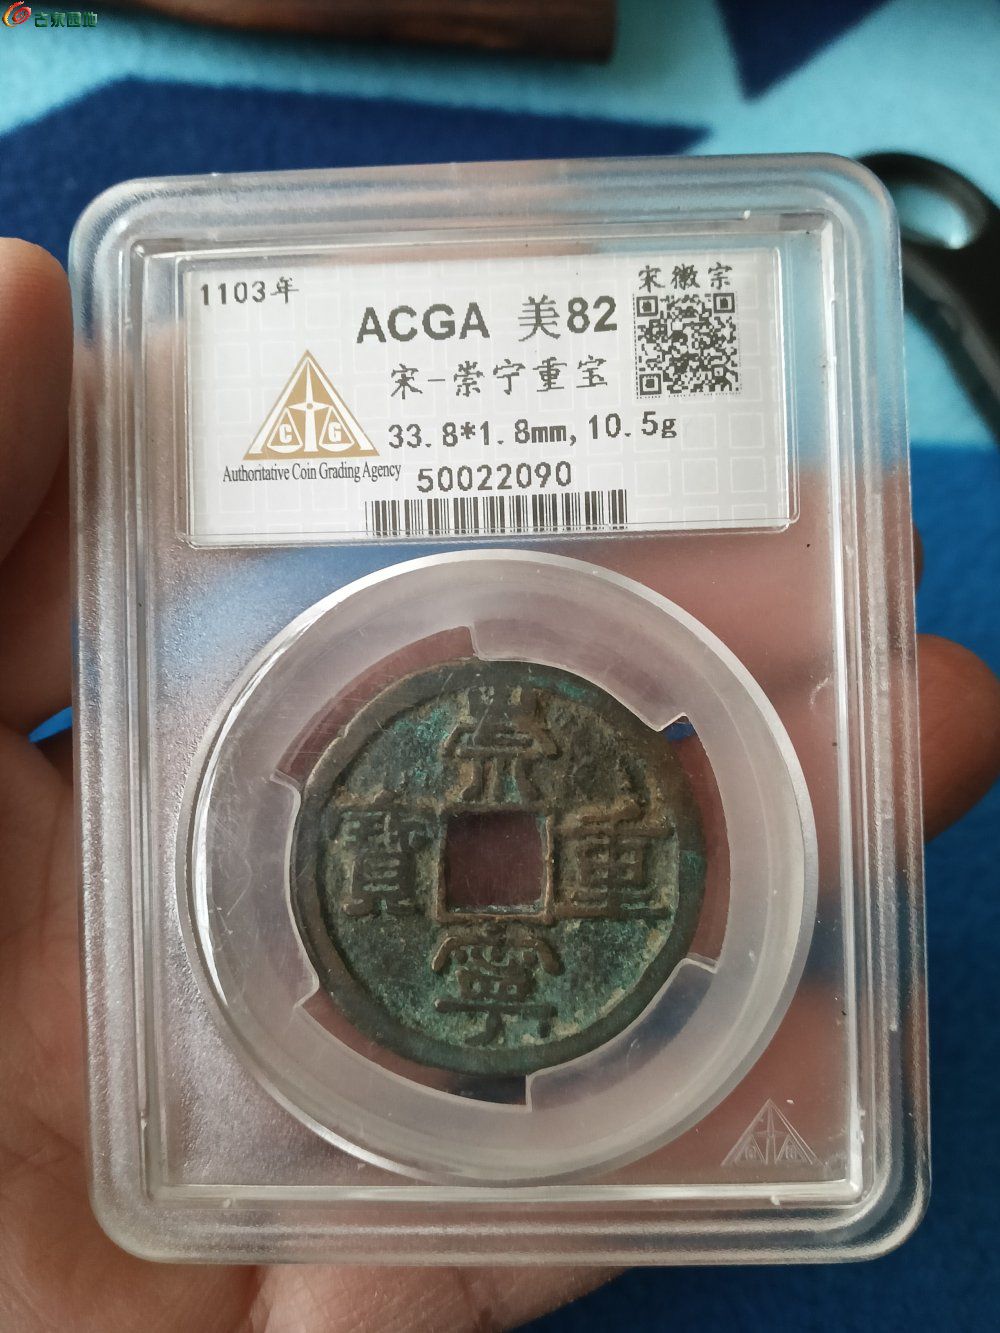 古泉园地
1103年
宋徽宗
ACGA 美82
宋-崇宁重宝
33.8*1.8mm,10.5g
C G
Authoritative Coin Grading Agency
50022090
崇
寶 重
寧